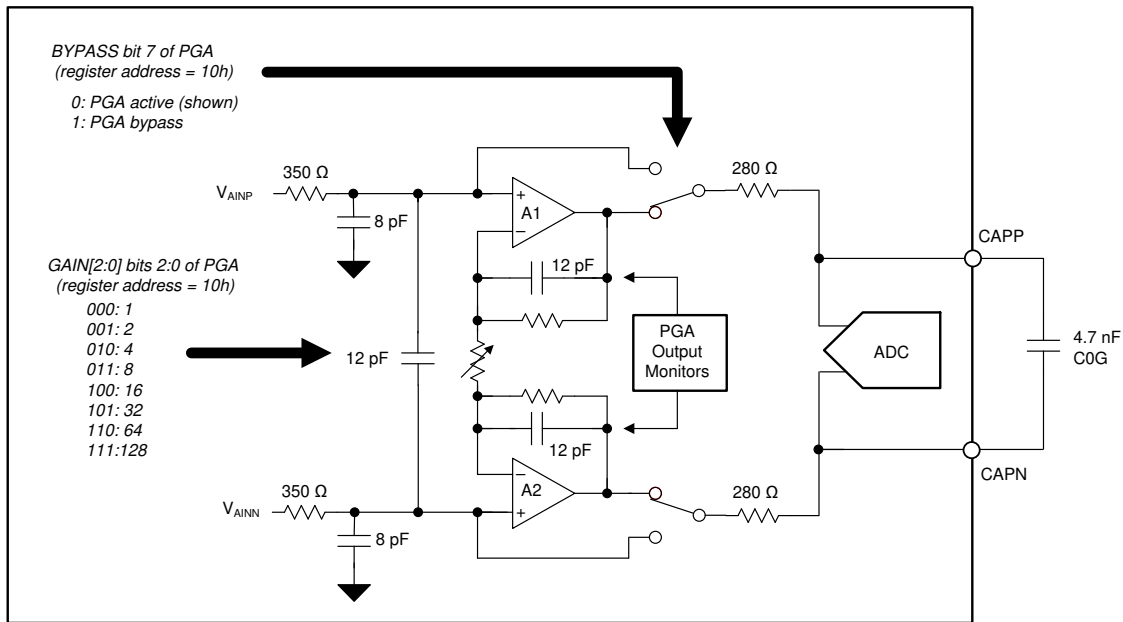 BYPASS bit 7 of PGA
(register address = 10h)
0: PGA active (shown)
1: PGA bypass
350 Ω
280 Ω
VAINP
+
A1
–
8 pF
CAPP
GAIN[2:0] bits 2:0 of PGA
(register address = 10h)
000: 1
001: 2
010: 4
011: 8
100: 16
101: 32
110: 64
111:128
12 pF
12 pF
PGA
Output
Monitors
ADC
4.7 nF
C0G
12 pF
–
A2
+
CAPN
350 Ω
280 Ω
VAINN
8 pF